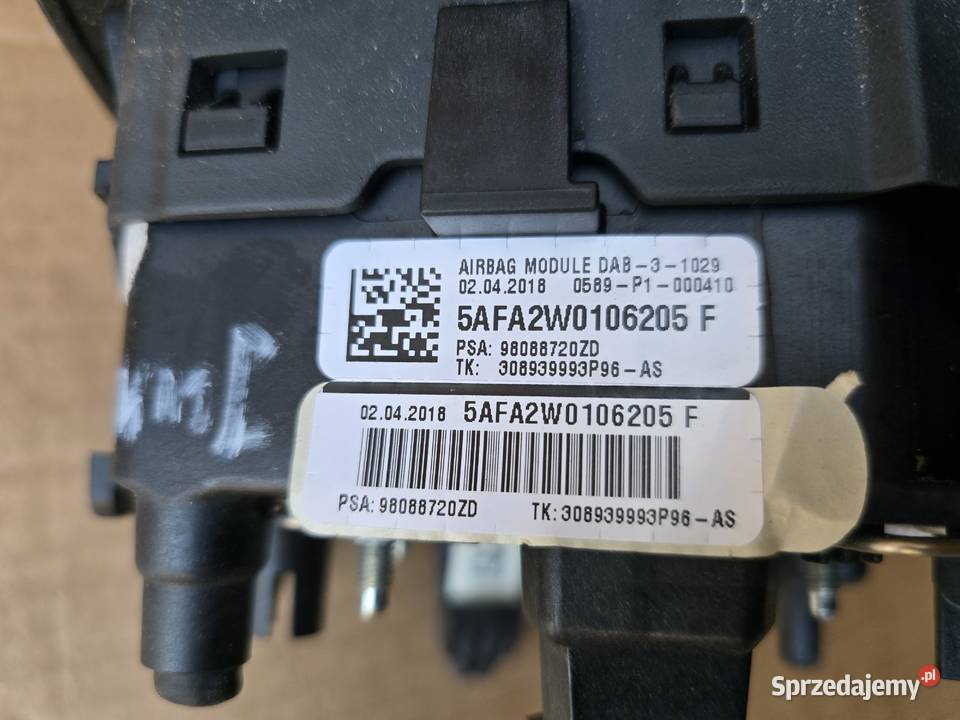 AIRBAG MODULE DAB-3-1029
02.04.2018 0589-P1-000410
5AFA2W0106205 F
PSA: 98088720ZD
TK: 308939993P96-AS
02.04.2018 5AFA2W0106205 F
PSA: 98088720ZD TK: 308939993P96-AS
Sprzedajemy.pl